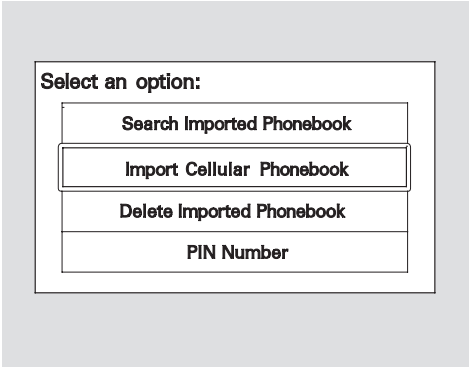 Select an option:
Search Imported Phonebook
Import Cellular Phonebook
Delete Imported Phonebook
PIN Number